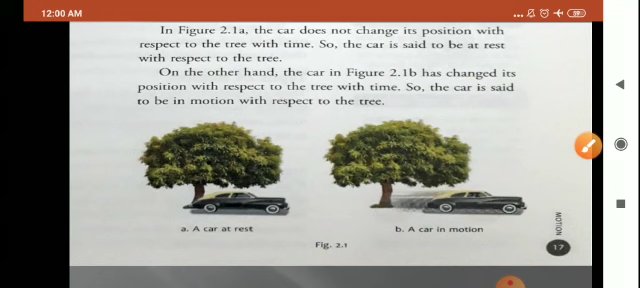 12:00 AM
59
In Figure 2.1a, the car does not change its position with
respect to the tree with time. So, the car is said to be at rest
with respect to the tree.
On the other hand, the car in Figure 2.1b has changed its
position with respect to the tree with time. So, the car is said
to be in motion with respect to the tree.
a. A car at rest
b. A car in motion
Fig. 2.1
MOTION
17